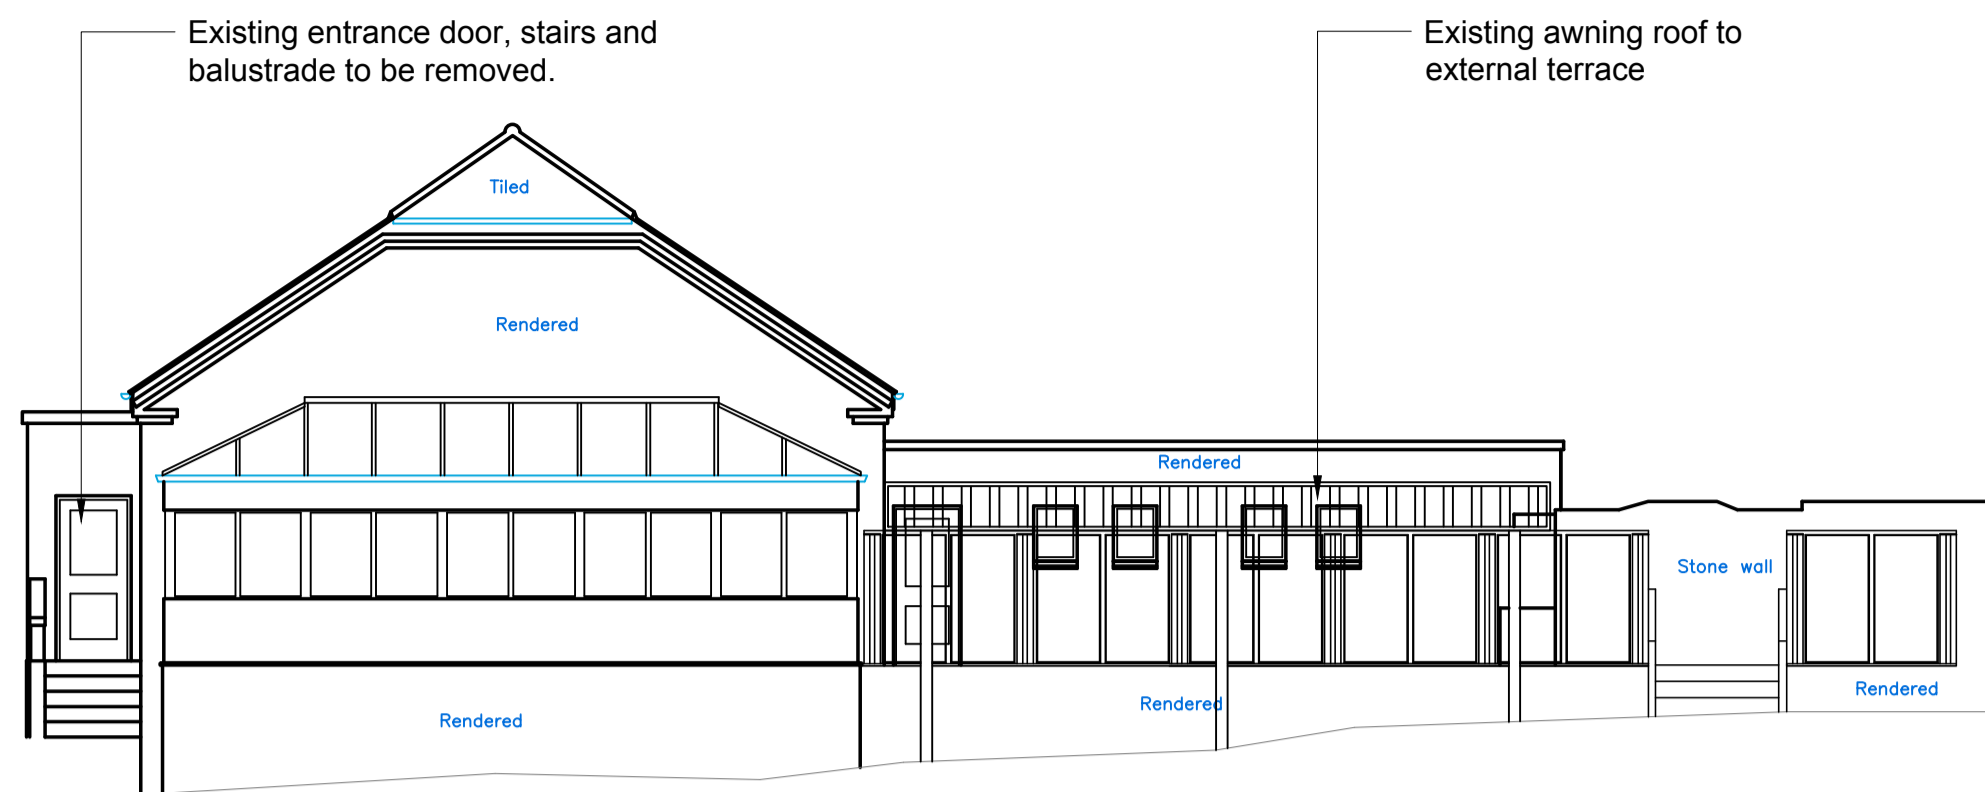 Existing entrance door, stairs and
balustrade to be removed.
Existing awning roof to
external terrace
Tiled
Rendered
Rendered
Stone wall
Rendered
Rendered
Rendered